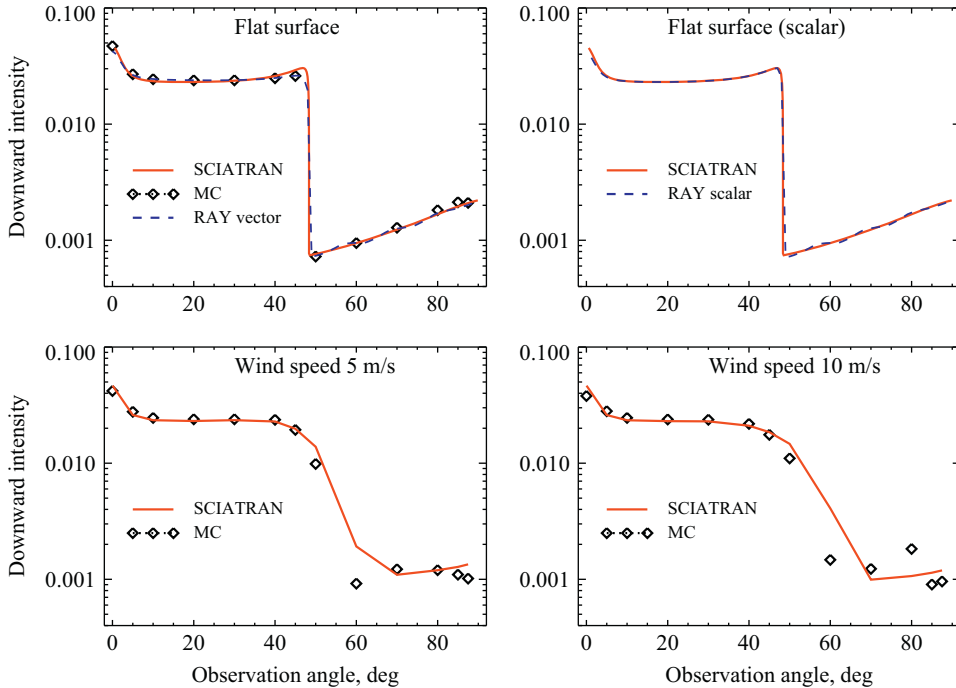 Flat surface
0.100
0.010
0.001
Downward intensity
SCIATRAN
MC
RAY vector
0 20 40 60 80
Flat surface (scalar)
0.100
0.010
0.001
SCIATRAN
RAY scalar
0 20 40 60 80
Wind speed 5 m/s
0.100
0.010
0.001
Downward intensity
SCIATRAN
MC
0 20 40 60 80
Observation angle, deg
Wind speed 10 m/s
0.100
0.010
0.001
SCIATRAN
MC
0 20 40 60 80
Observation angle, deg